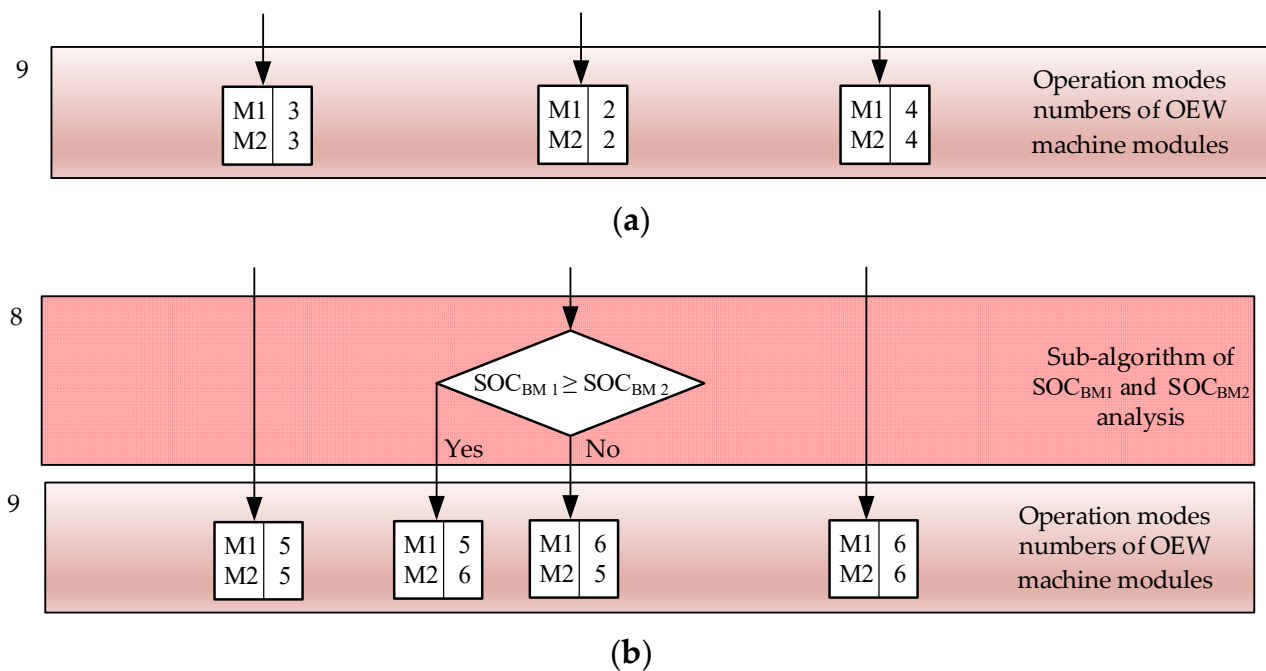 9
M1 3
M2 3
M1 2
M2 2
M1 4
M2 4
Operation modes
numbers of OEW
machine modules
(a)
8
SOCBM 1 ≥ SOCBM 2
Yes
No
Sub-algorithm of
SOCBM1 and SOCBM2
analysis
9
M1 5
M2 5
M1 5
M2 6
M1 6
M2 5
M1 6
M2 6
Operation modes
numbers of OEW
machine modules
(b)